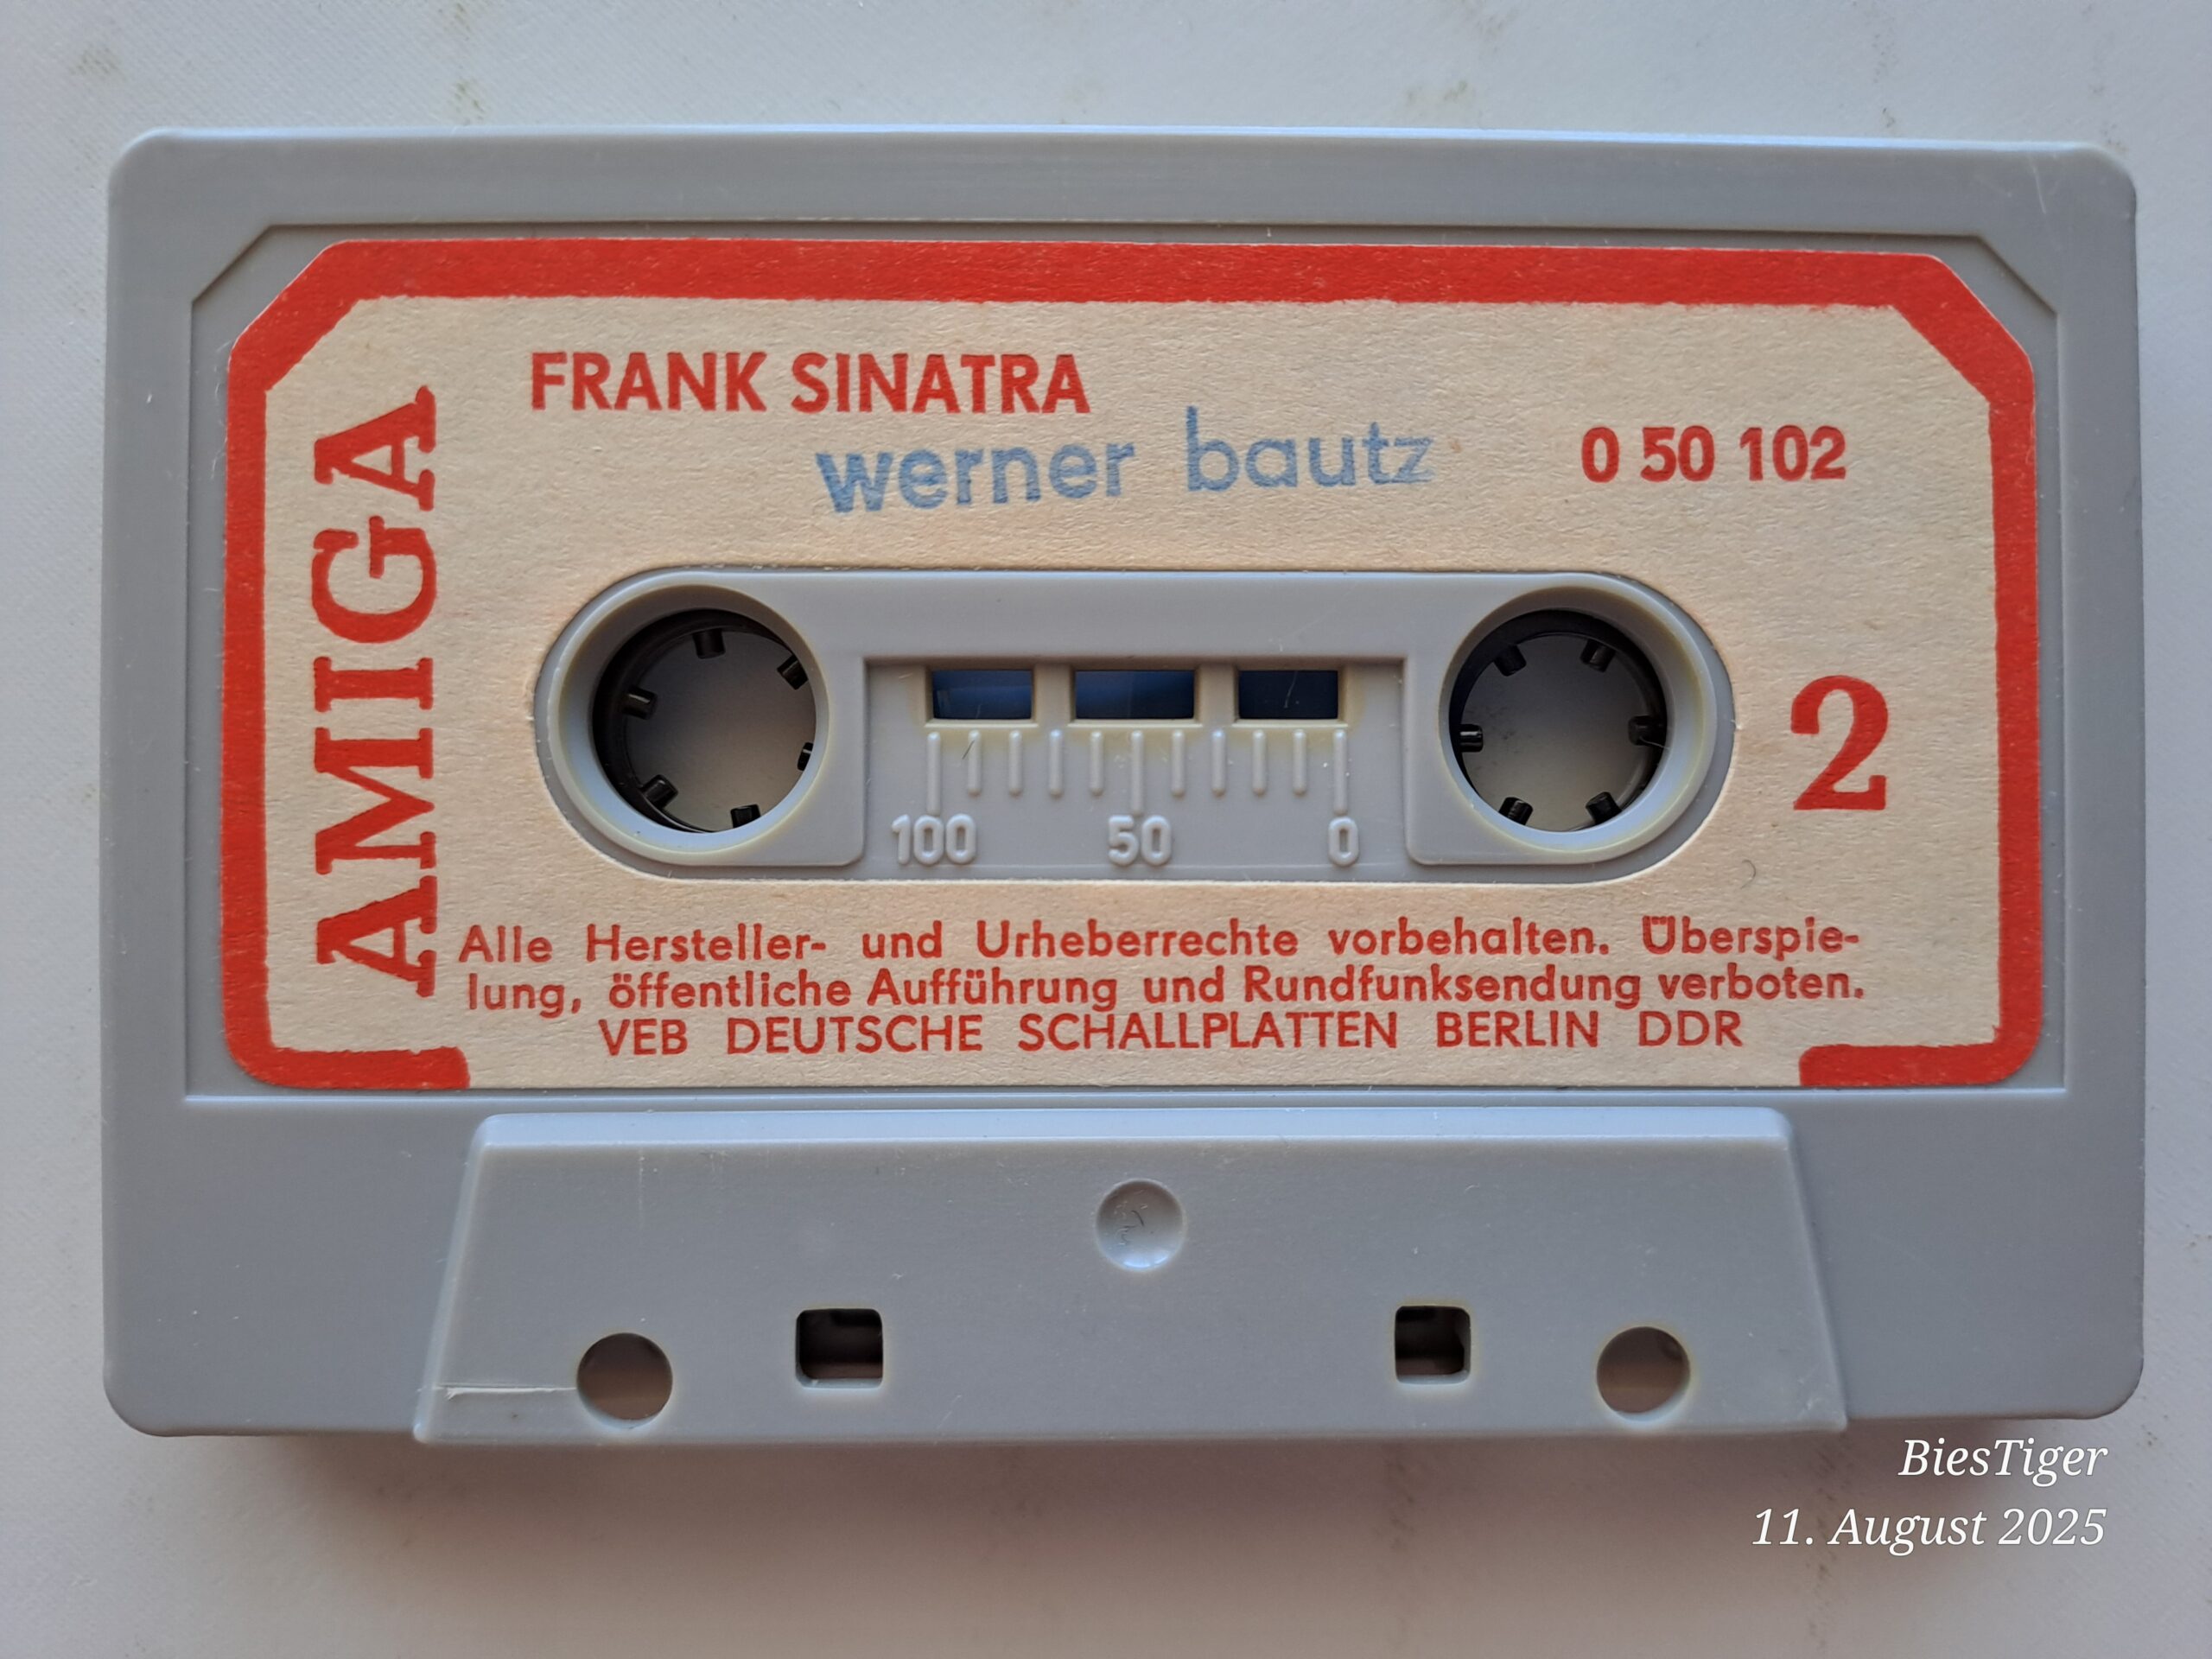 AMIGA
FRANK SINATRA
werner bautz
0 50 102
2
100 50 0
Alle Hersteller- und Urheberrechte vorbehalten. Überspie-
lung, öffentliche Aufführung und Rundfunksendung verboten.
VEB DEUTSCHE SCHALLPLATTEN BERLIN DDR
BiesTiger
11. August 2025